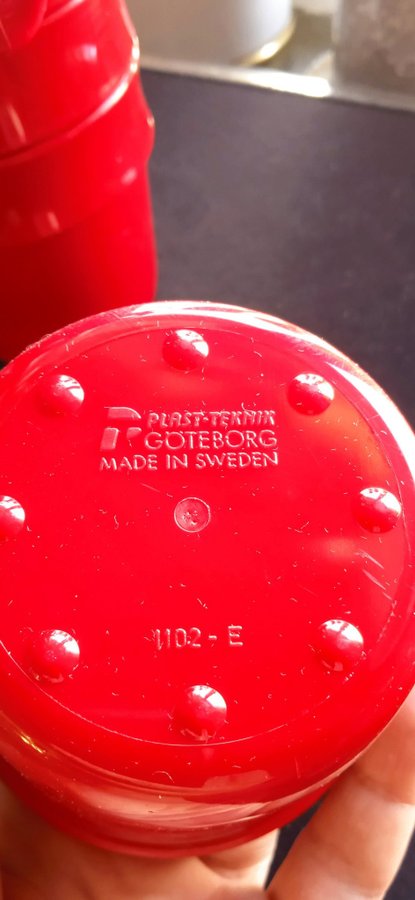 PLAST-TEKNIK
GÖTEBORG
MADE IN SWEDEN
1102-E